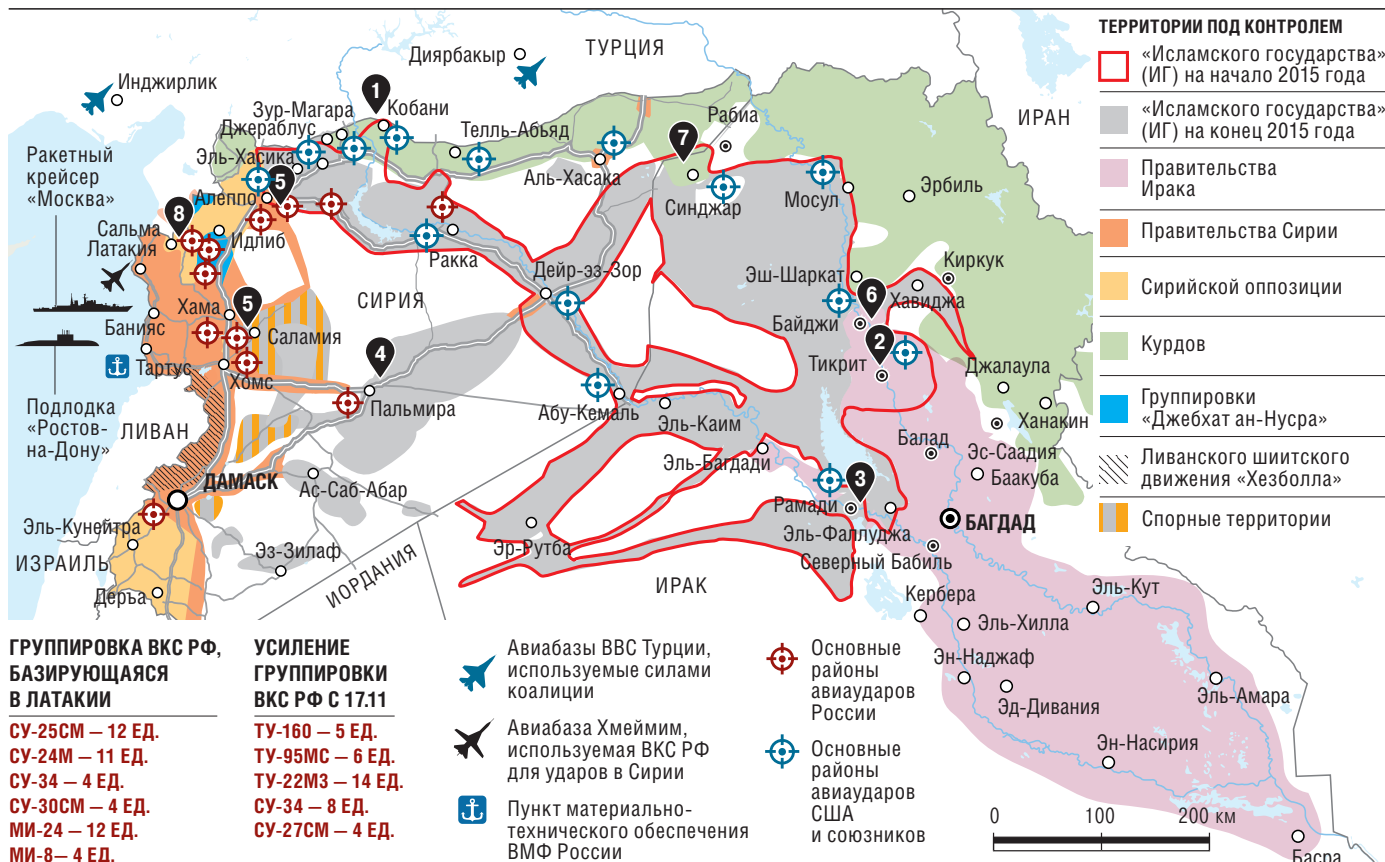 ТУРЦИЯ
Диярбакыр
Инджирлик
Зур-Магара
1
Кобани
Джераблус
Телль-Абьяд
Рабиа
7
ИРАН
Ракетный
крейсер
«Москва»
Эль-Хасика
5
Алеппо
Аль-Хасака
Синджар
Мосул
Эрбиль
8
Сальма
Латакия
Идлиб
Ракка
Дейр-эз-Зор
Эш-Шаркат
Киркук
СИРИЯ
Хама
5
6
Хавиджа
Банияс
Саламия
Байджи
2
Тартус
4
Тикрит
Джалаула
Хомс
Пальмира
Абу-Кемаль
Подлодка
«Ростов-
на-Дону»
ЛИВАН
Эль-Каим
Ханакин
Эль-Багдади
Балад
Эс-Саадия
Баакуба
ДАМАСК
Ас-Саб-Абар
3
Рамади
БАГДАД
Эль-Кунейтра
Эр-Рутба
Эль-Фаллуджа
Северный Бабиль
ИЗРАИЛЬ
Эз-Зилаф
ИОРДАНИЯ
ИРАК
Деръа
Кербера
Эль-Кут
Эль-Хилла
Эн-Наджаф
Эд-Дивания
Эль-Амара
Эн-Насирия
Басра
0 100 200 км
ТЕРРИТОРИИ ПОД КОНТРОЛЕМ
«Исламского государства»
(ИГ) на начало 2015 года
«Исламского государства»
(ИГ) на конец 2015 года
Правительства
Ирака
Правительства Сирии
Сирийской оппозиции
Курдов
Группировки
«Джебхат ан-Нусра»
Ливанского шиитского
движения «Хезболла»
Спорные территории
ГРУППИРОВКА ВКС РФ,
БАЗИРУЮЩАЯСЯ
В ЛАТАКИИ
СУ-25СМ — 12 ЕД.
СУ-24М — 11 ЕД.
СУ-34 — 4 ЕД.
СУ-30СМ — 4 ЕД.
МИ-24 — 12 ЕД.
МИ-8— 4 ЕД.
УСИЛЕНИЕ
ГРУППИРОВКИ
ВКС РФ С 17.11
ТУ-160 — 5 ЕД.
ТУ-95МС — 6 ЕД.
ТУ-22М3 — 14 ЕД.
СУ-34 — 8 ЕД.
СУ-27СМ — 4 ЕД.
Авиабазы ВВС Турции,
используемые силами
коалиции
Авиабаза Хмеймим,
используемая ВКС РФ
для ударов в Сирии
Пункт материально-
технического обеспечения
ВМФ России
Основные
районы
авиаударов
России
Основные
районы
авиаударов
США
и союзников